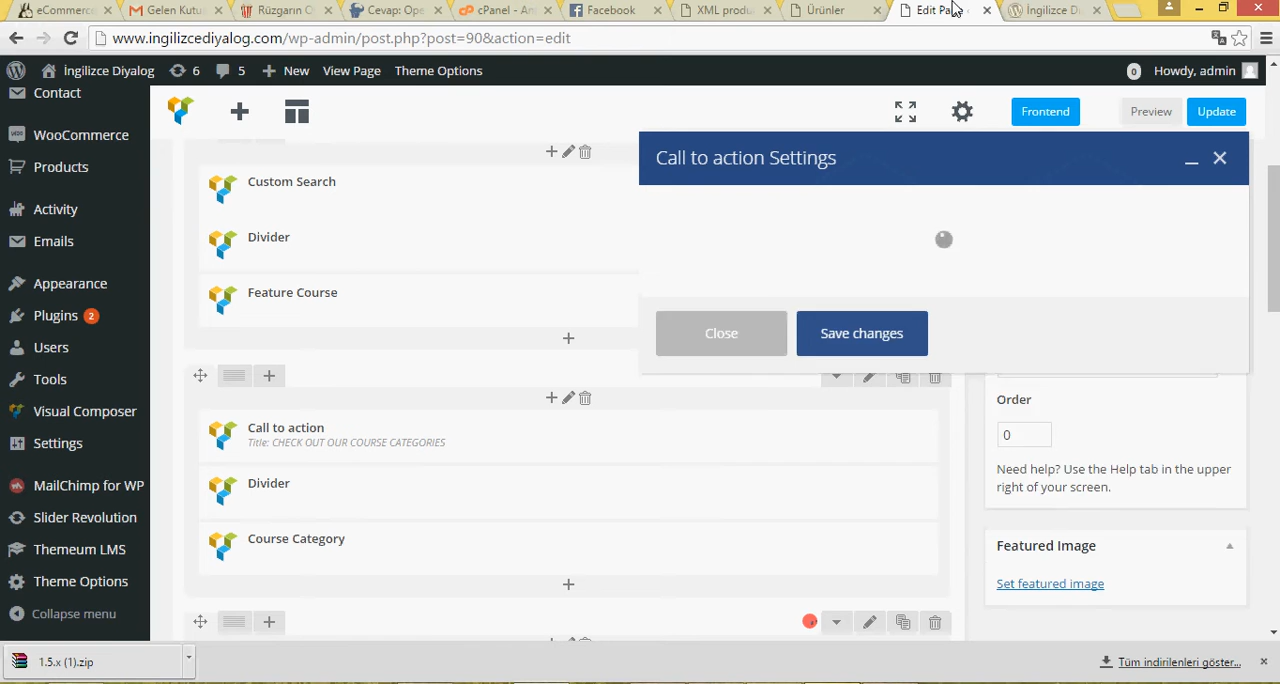 eCommerce
Gelen Kutu
Rüzgarın O
Cevap: Ope
cPanel - An
Facebook
XML produ
Ürünler
Edit Pa
İngilizce Di
www.ingilizcediyalog.com/wp-admin/post.php?post=90&action=edit
İngilizce Diyalog
6
5
New
View Page
Theme Options
0
Howdy, admin
Contact
WooCommerce
Products
Activity
Emails
Appearance
Plugins 2
Users
Tools
Visual Composer
Settings
MailChimp for WP
Slider Revolution
Themeum LMS
Theme Options
Collapse menu
Frontend
Preview
Update
Custom Search
Divider
Feature Course
Call to action Settings
Close
Save changes
Call to action
Title: CHECK OUT OUR COURSE CATEGORIES
Divider
Course Category
Order
0
Need help? Use the Help tab in the upper
right of your screen.
Featured Image
Set featured image
1.5.x (1).zip
Tüm indirilenleri göster...